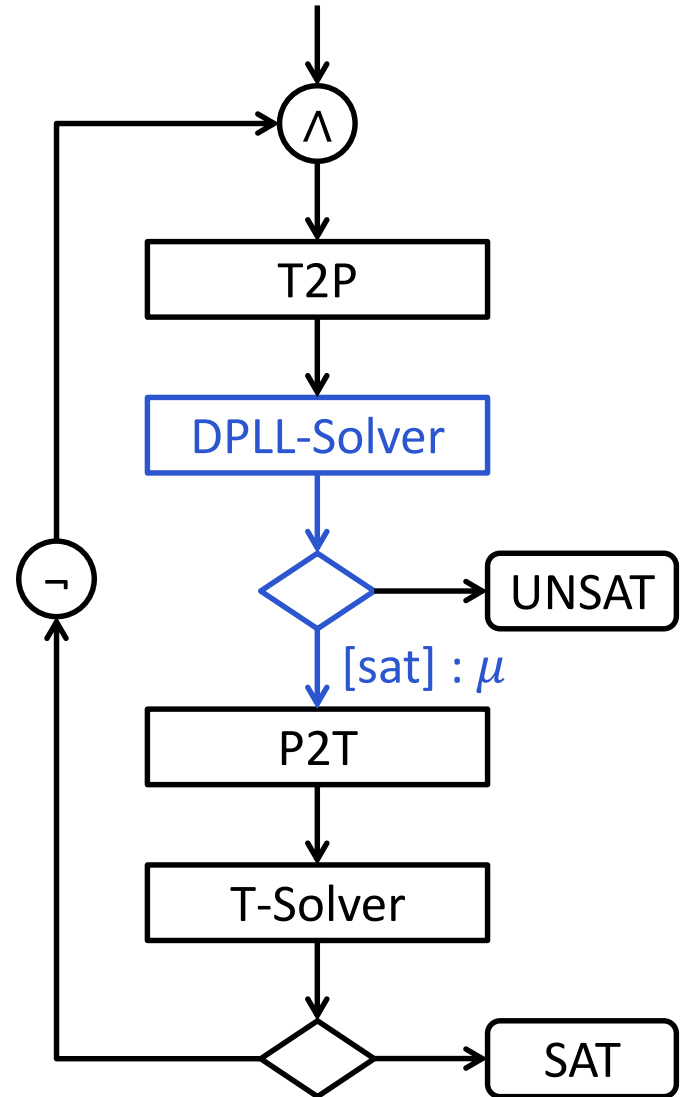 ∧
T2P
DPLL-Solver
¬
UNSAT
[sat] : μ
P2T
T-Solver
SAT